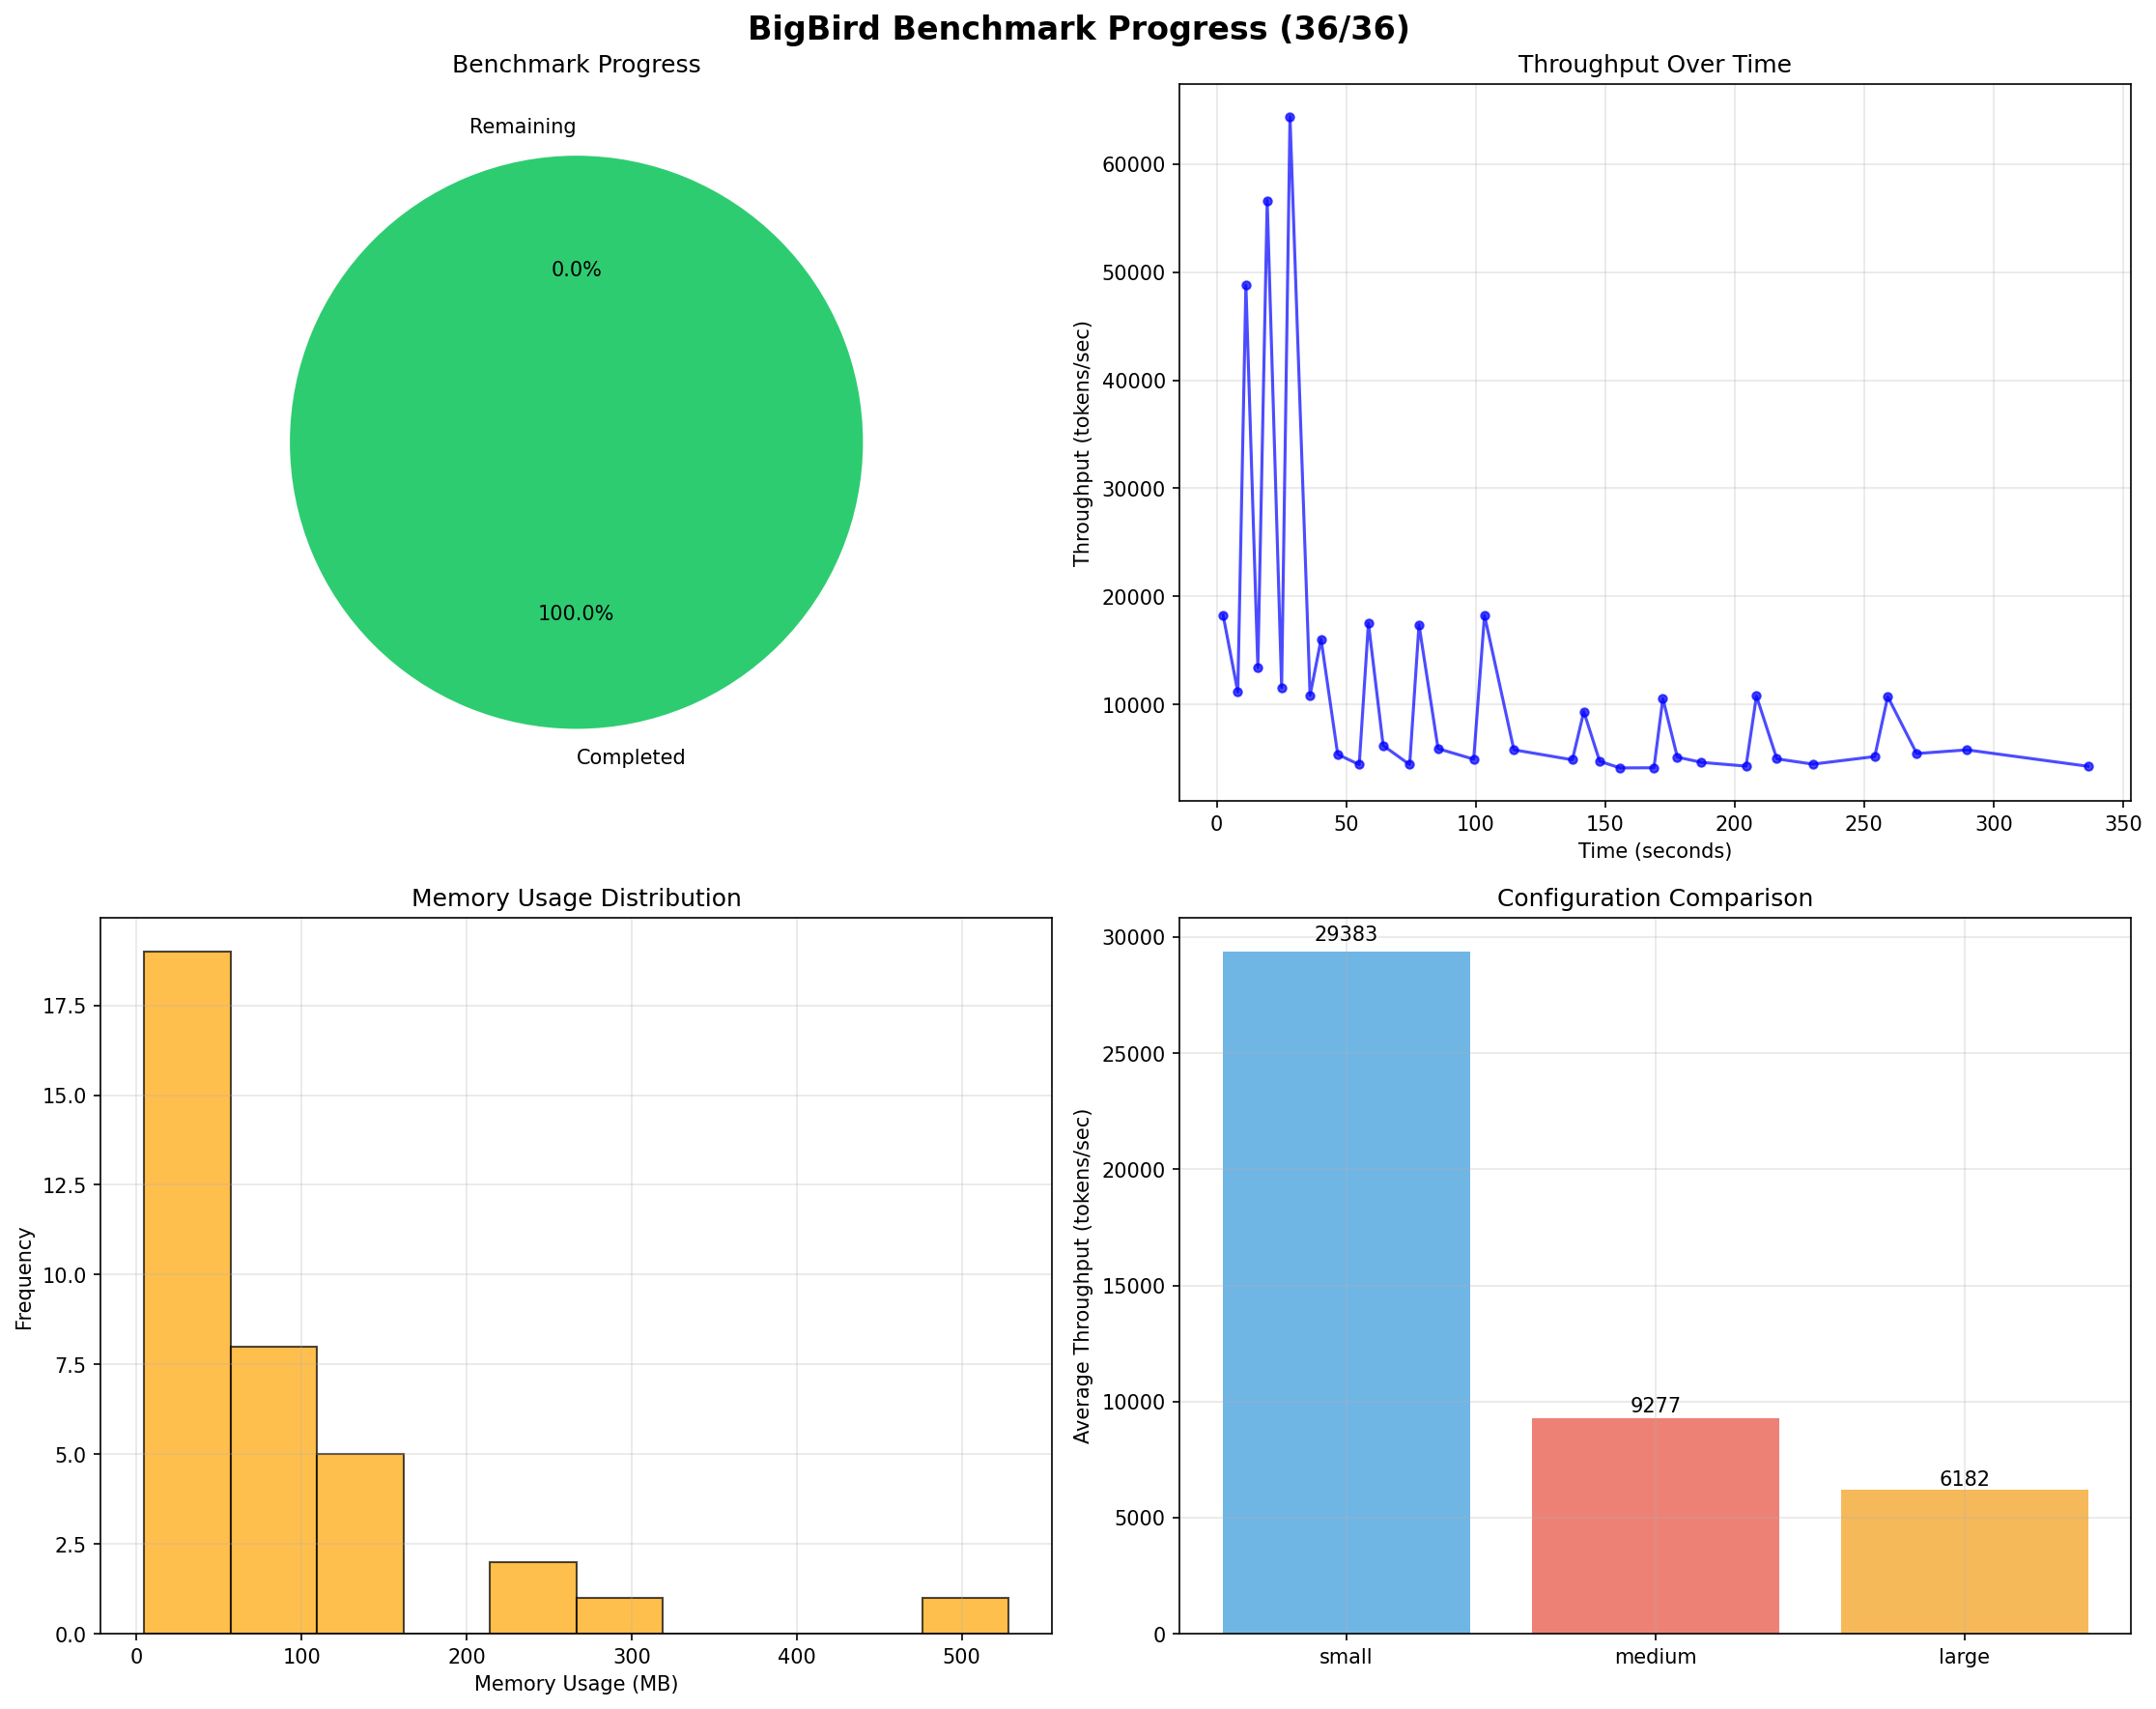 BigBird Benchmark Progress (36/36)
Benchmark Progress
Remaining
0.0%
100.0%
Completed
Throughput Over Time
Throughput (tokens/sec)
60000
50000
40000
30000
20000
10000
0 50 100 150 200 250 300 350
Time (seconds)
Memory Usage Distribution
Frequency
17.5
15.0
12.5
10.0
7.5
5.0
2.5
0.0
0 100 200 300 400 500
Memory Usage (MB)
Configuration Comparison
Average Throughput (tokens/sec)
30000
25000
20000
15000
10000
5000
0
29383
9277
6182
small medium large